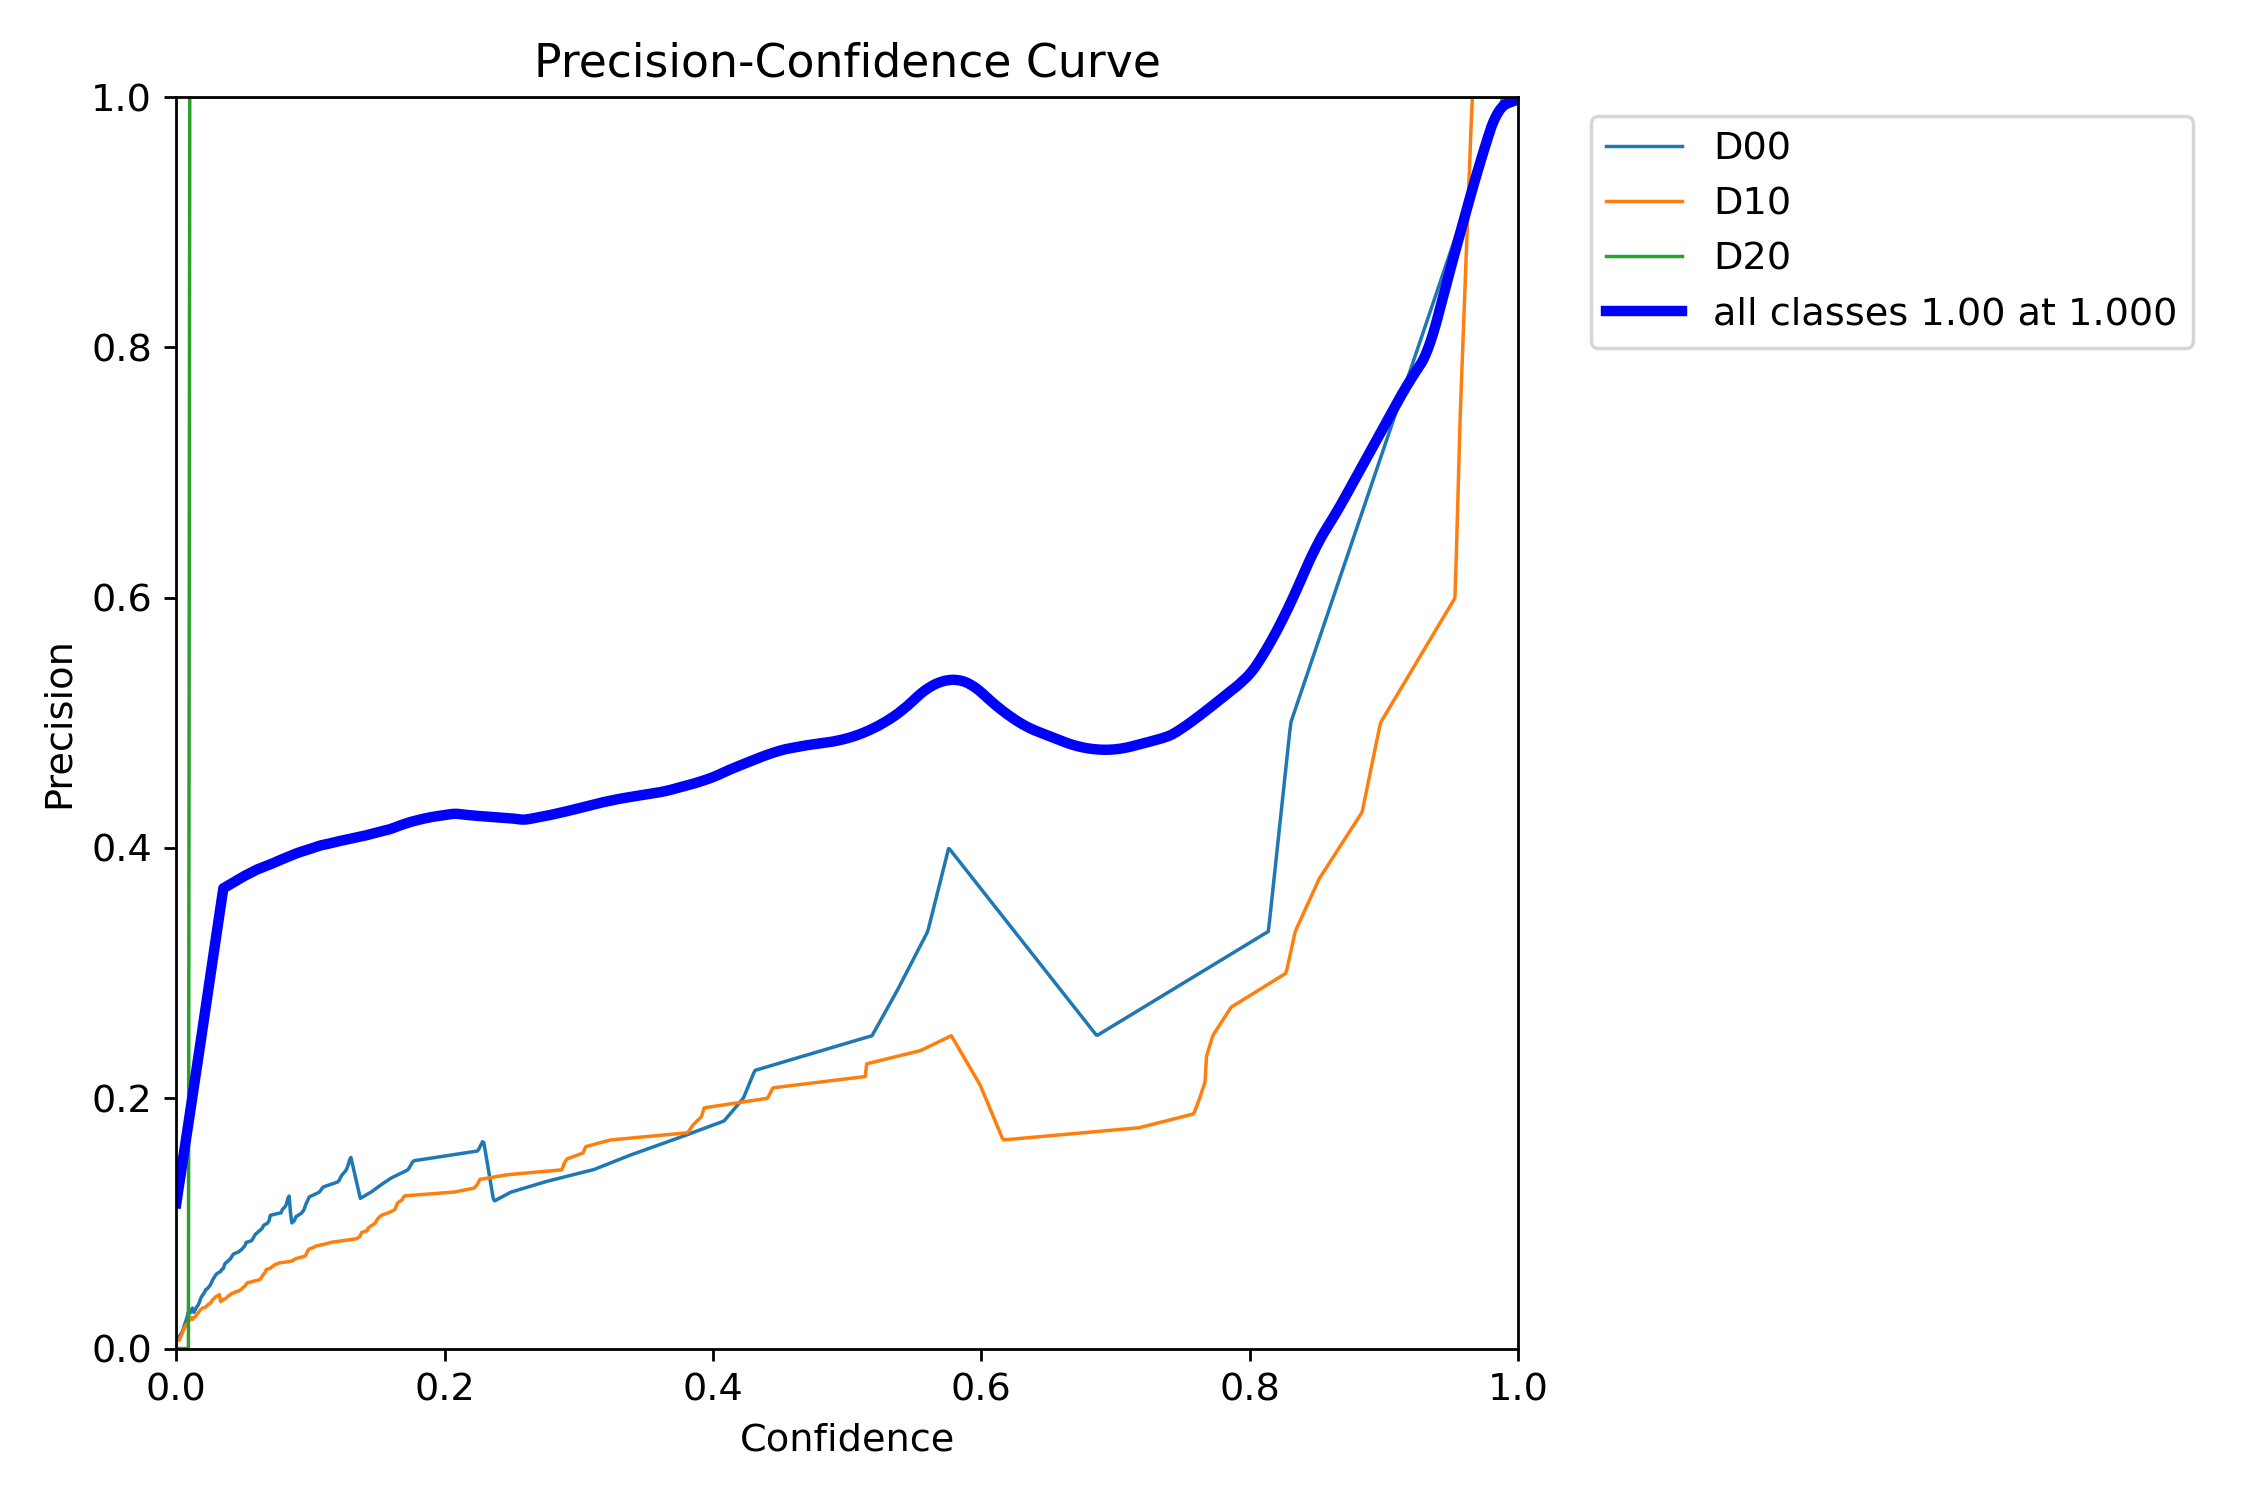 Precision-Confidence Curve
1.0
0.8
0.6
0.4
0.2
0.0
Precision
0.0 0.2 0.4 0.6 0.8 1.0
Confidence
D00
D10
D20
all classes 1.00 at 1.000